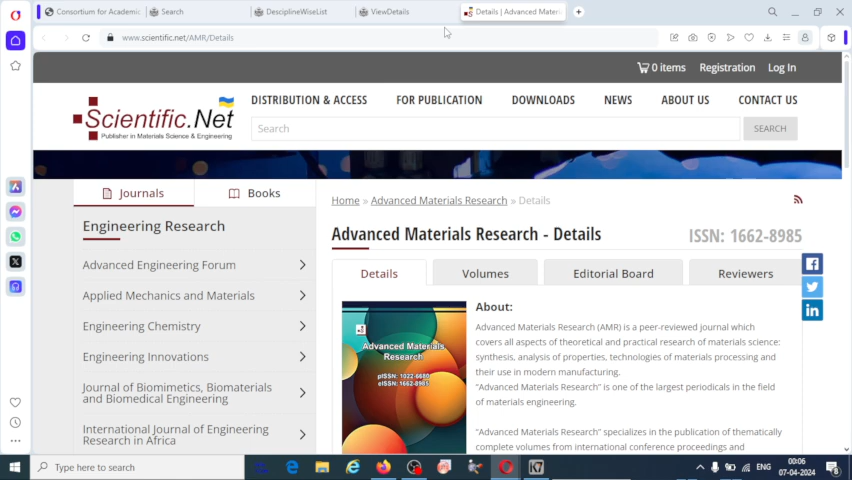 Consortium for Academic
Search
DesciplineWiseList
ViewDetails
Details | Advanced Mater
www.scientific.net/AMR/Details
0 items
Registration
Log In
Scientific.Net
Publisher in Materials Science & Engineering
DISTRIBUTION & ACCESS
FOR PUBLICATION
DOWNLOADS
NEWS
ABOUT US
CONTACT US
Search
SEARCH
Journals
Books
Engineering Research
Advanced Engineering Forum
Applied Mechanics and Materials
Engineering Chemistry
Engineering Innovations
Journal of Biomimetics, Biomaterials
and Biomedical Engineering
International Journal of Engineering
Research in Africa
Home » Advanced Materials Research » Details
Advanced Materials Research - Details
ISSN: 1662-8985
Details
Volumes
Editorial Board
Reviewers
Advanced Materials
Research
pISSN: 1022-6680
eISSN: 1662-8985
About:
Advanced Materials Research (AMR) is a peer-reviewed journal which
covers all aspects of theoretical and practical research of materials science:
synthesis, analysis of properties, technologies of materials processing and
their use in modern manufacturing.
“Advanced Materials Research” is one of the largest periodicals in the field
of materials engineering.
“Advanced Materials Research” specializes in the publication of thematically
complete volumes from international conference proceedings and
Type here to search
K7
ENG
00:06
07-04-2024
8